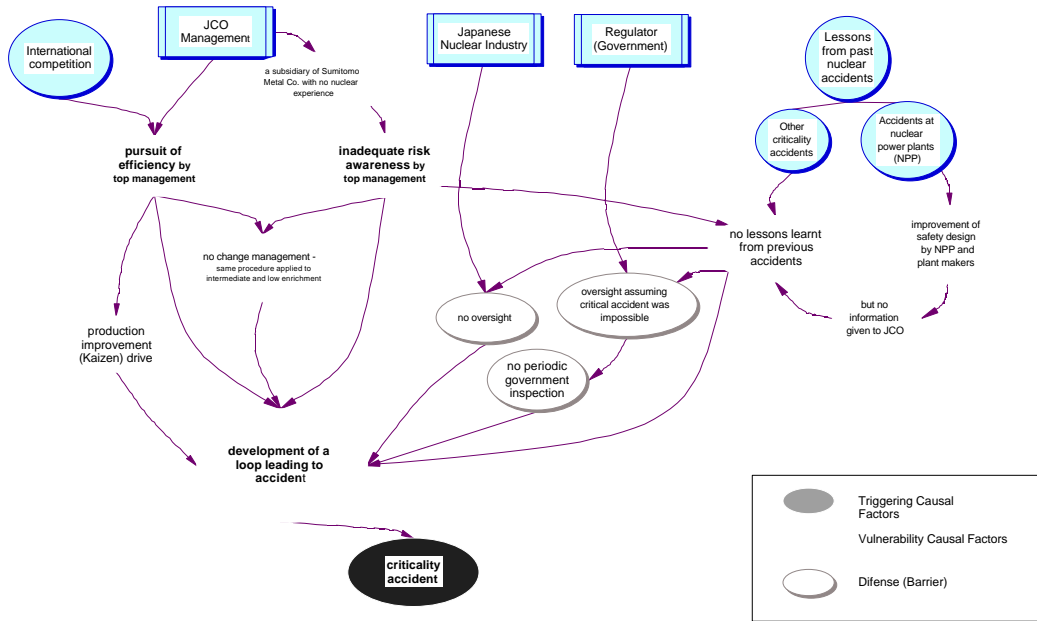 International
competition
JCO
Management
a subsidiary of Sumitomo
Metal Co. with no nuclear
experience
Japanese
Nuclear Industry
Regulator
(Government)
Lessons
from past
nuclear
accidents
Other
criticality
accidents
Accidents at
nuclear
power plants
(NPP)
pursuit of
efficiency by
top management
inadequate risk
awareness by
top management
no change management -
same procedure applied to
intermediate and low enrichment
no lessons learnt
from previous
accidents
improvement of
safety design
by NPP and
plant makers
but no
information
given to JCO
production
improvement
(Kaizen) drive
no oversight
oversight assuming
critical accident was
impossible
no periodic
government
inspection
development of a
loop leading to
accident
criticality
accident
Triggering Causal
Factors
Vulnerability Causal Factors
Difense (Barrier)